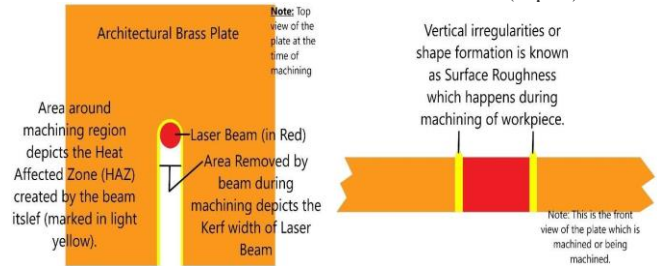 Architectural Brass Plate
Note: Top
view of the
plate at the
time of
machining
Area around
machining region
depicts the Heat
Affected Zone (HAZ)
created by the beam
itslef (marked in light
yellow).
Laser Beam (in Red)
Area Removed by
beam during
machining depicts the
Kerf width of Laser
Beam
Vertical irregularities or
shape formation is known
as Surface Roughness
which happens during
machining of workpiece.
Note: This is the front
view of the plate which is
machined or being
machined.